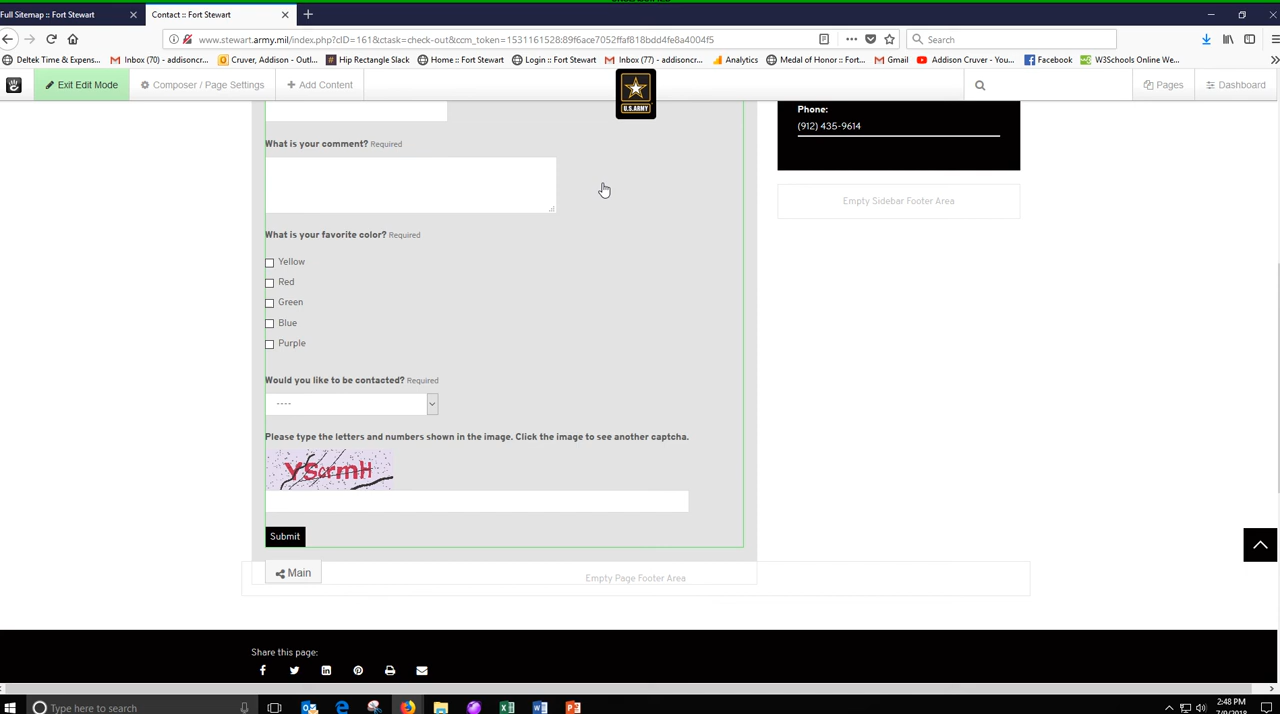 Full Sitemap :: Fort Stewart
Contact :: Fort Stewart
www.stewart.army.mil/index.php?cID=161&ctask=check-out&ccm_token=1531161528:89f6ace7052ffaf818bdd4fe8a4004f5
Search
Deltek Time & Expens...
Inbox (70) - addisoncr...
Cruver, Addison - Outl...
Hip Rectangle Slack
Home :: Fort Stewart
Login :: Fort Stewart
Inbox (77) - addisoncr...
Analytics
Medal of Honor :: Fort...
Gmail
Addison Cruver - You...
Facebook
W3Schools Online We...
Exit Edit Mode
Composer / Page Settings
Add Content
U.S.ARMY
Pages
Dashboard
Phone:
(912) 435-9614
What is your comment? Required
Empty Sidebar Footer Area
What is your favorite color? Required
Yellow
Red
Green
Blue
Purple
Would you like to be contacted? Required
----
Please type the letters and numbers shown in the image. Click the image to see another captcha.
Submit
Main
Empty Page Footer Area
Share this page:
Type here to search
2:48 PM
7/9/2018